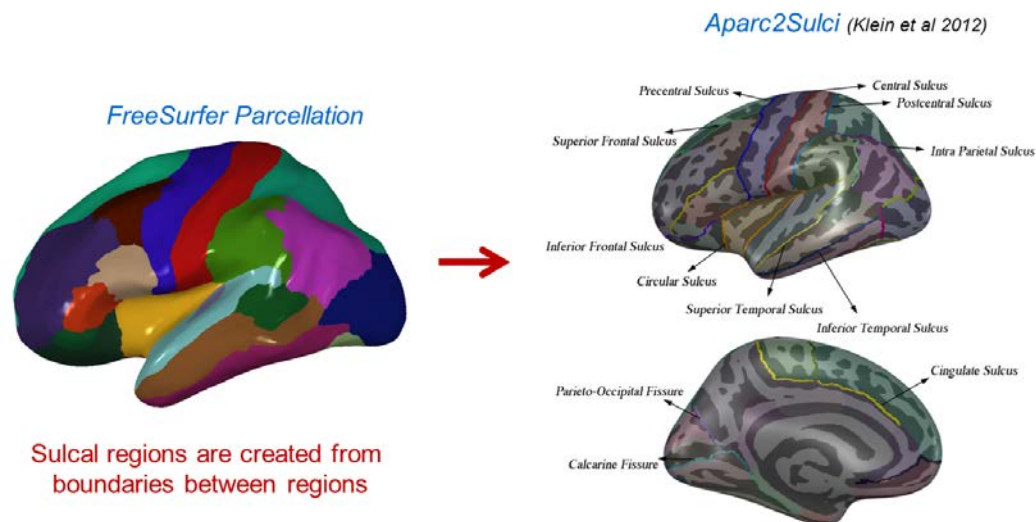 Aparc2Sulci (Klein et al 2012)
FreeSurfer Parcellation
Precentral Sulcus
Central Sulcus
Postcentral Sulcus
Superior Frontal Sulcus
Intra Parietal Sulcus
Inferior Frontal Sulcus
Circular Sulcus
Superior Temporal Sulcus
Inferior Temporal Sulcus
Cingulate Sulcus
Parieto-Occipital Fissure
Calcarine Fissure
Sulcal regions are created from
boundaries between regions